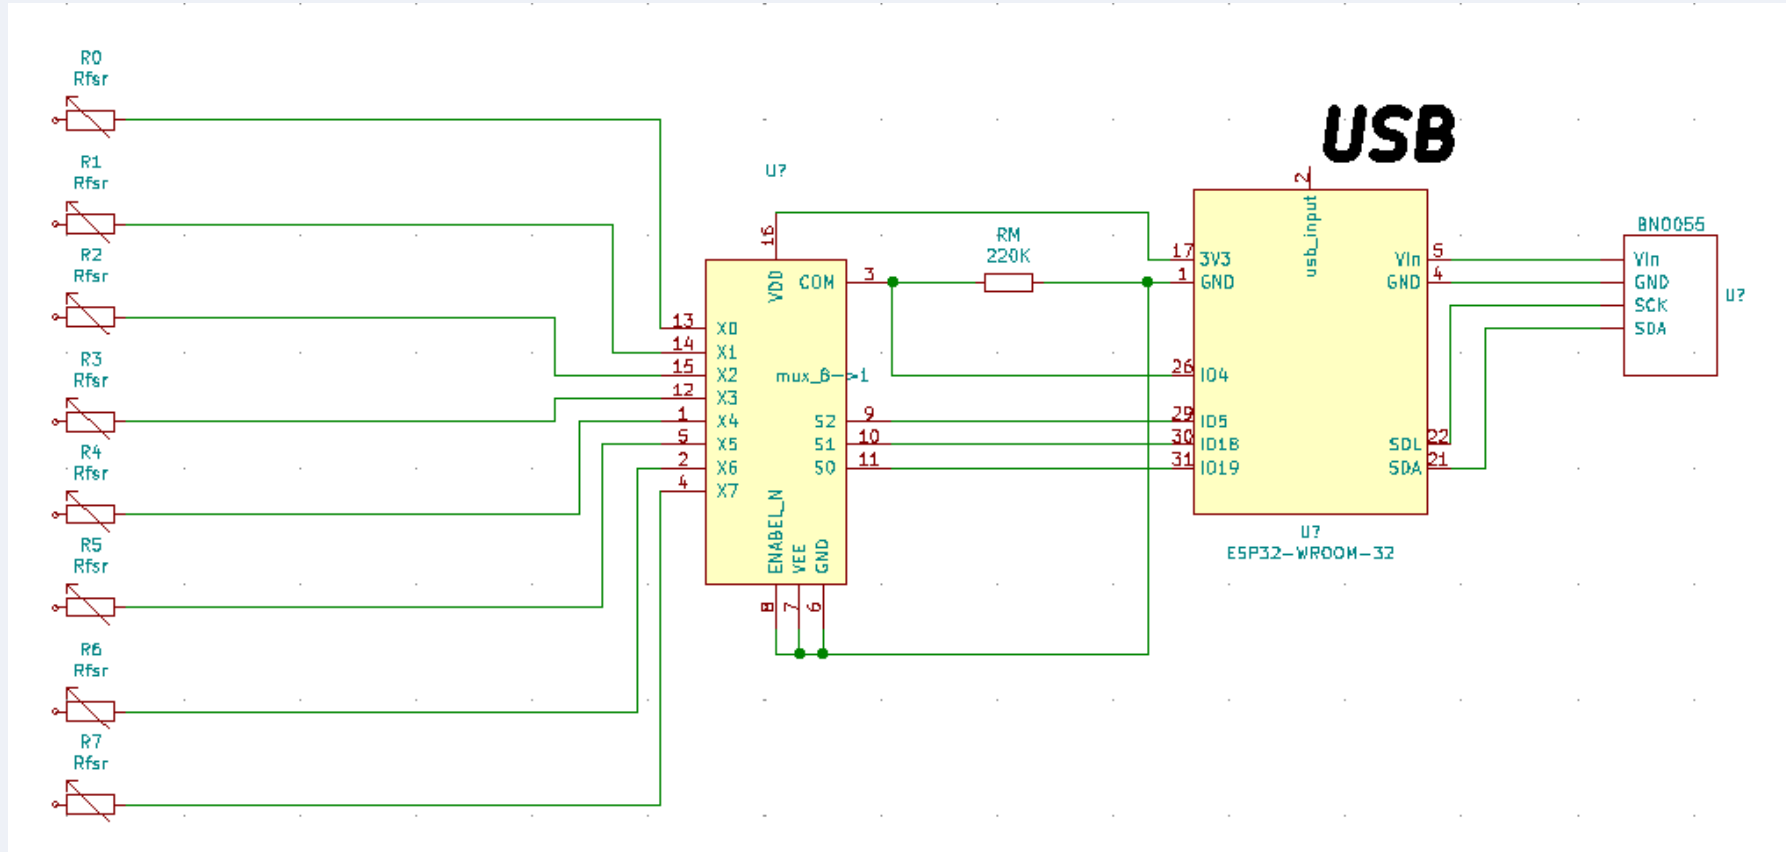 R0
Rfsr
R1
Rfsr
R2
Rfsr
R3
Rfsr
R4
Rfsr
R5
Rfsr
R6
Rfsr
R7
Rfsr
U?
16
VDD
COM
3
13
X0
14
X1
15
X2
12
X3
1
X4
5
X5
2
X6
4
X7
mux_8->1
S2
9
S1
10
S0
11
ENABEL_N
VEE
GND
8
7
6
RM
220K
USB
2
usb_input
17
3V3
1
GND
26
IO4
29
IO5
30
IO18
31
IO19
VIn
5
GND
4
SDL
22
SDA
21
U?
ESP32-WROOM-32
BNO055
VIn
GND
SCK
SDA
U?